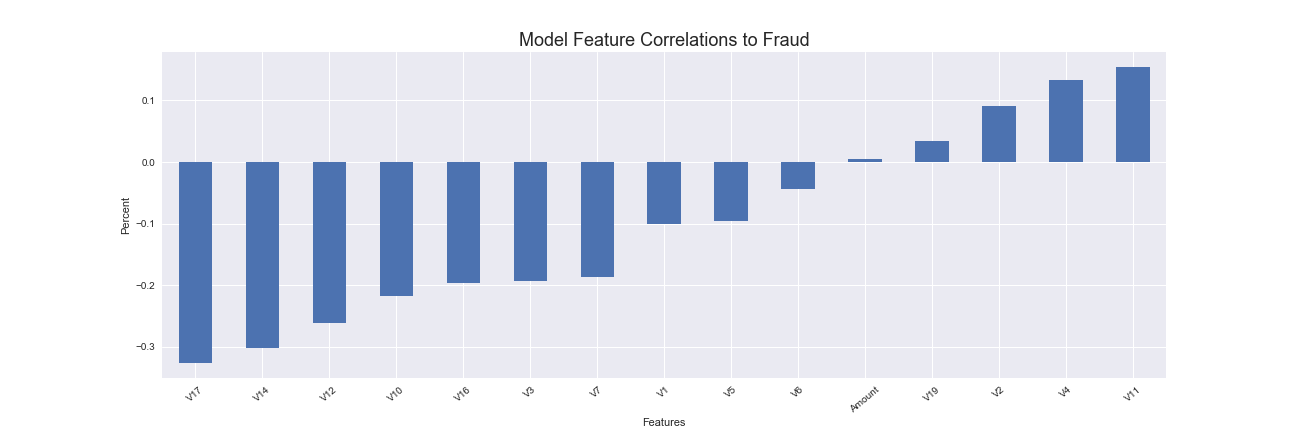 Model Feature Correlations to Fraud
0.1
0.0
−0.1
−0.2
−0.3
Percent
V17 V14 V12 V10 V16 V3 V7 V1 V5 V6 Amount V19 V2 V4 V11
Features